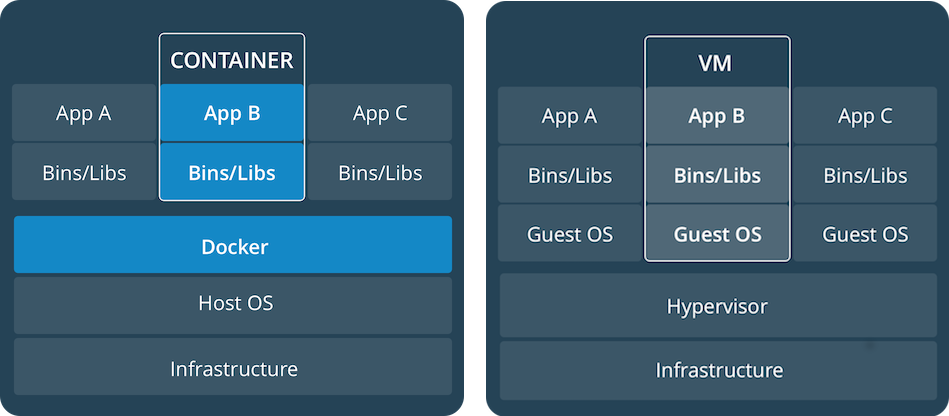 CONTAINER
App A App B App C
Bins/Libs Bins/Libs Bins/Libs
Docker
Host OS
Infrastructure
VM
App A App B App C
Bins/Libs Bins/Libs Bins/Libs
Guest OS Guest OS Guest OS
Hypervisor
Infrastructure